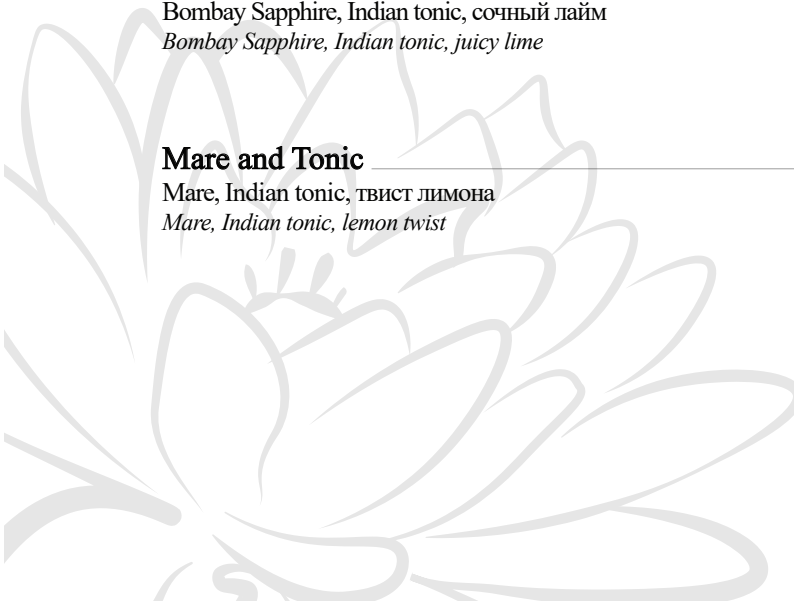 Bombay Sapphire, Indian tonic, сочный лайм
Bombay Sapphire, Indian tonic, juicy lime
Mare and Tonic
Mare, Indian tonic, твист лимона
Mare, Indian tonic, lemon twist